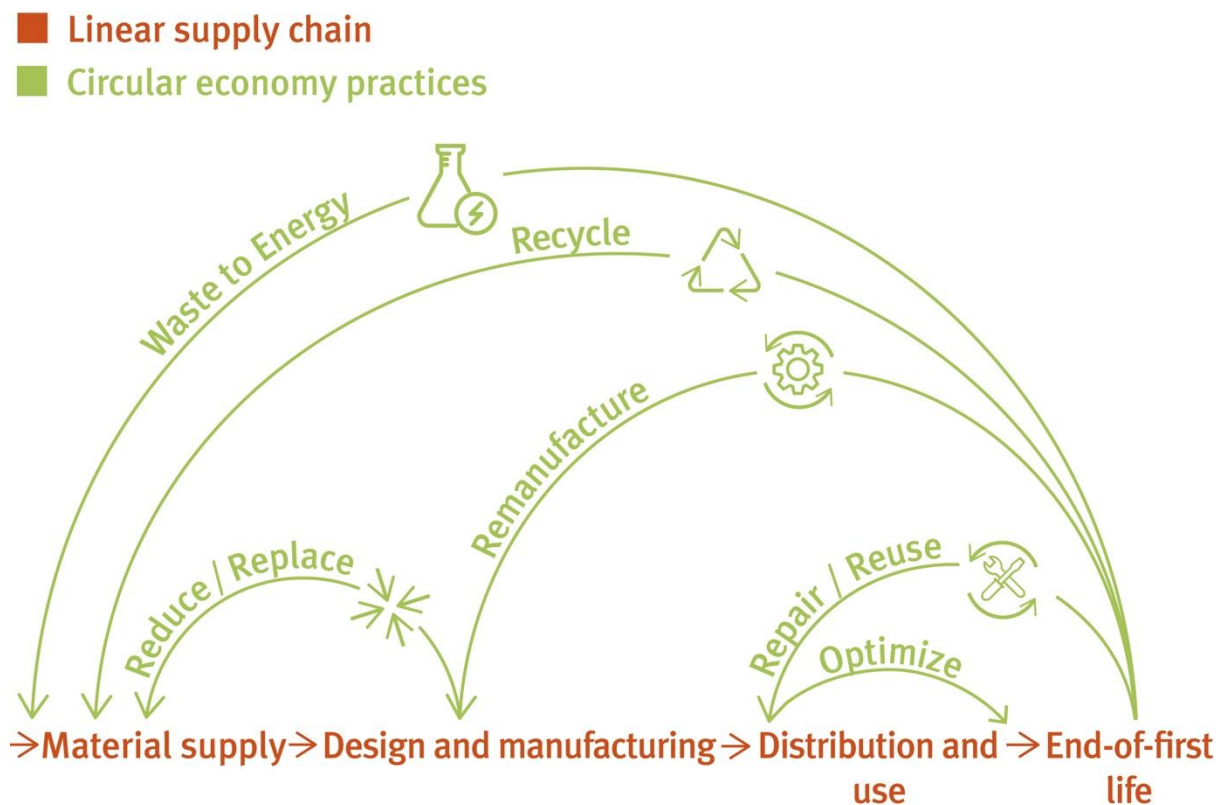 Linear supply chain
Circular economy practices
Waste to Energy
Recycle
Remanufacture
Reduce / Replace
Repair / Reuse
Optimize
→Material supply→Design and manufacturing→Distribution and use→End-of-first life